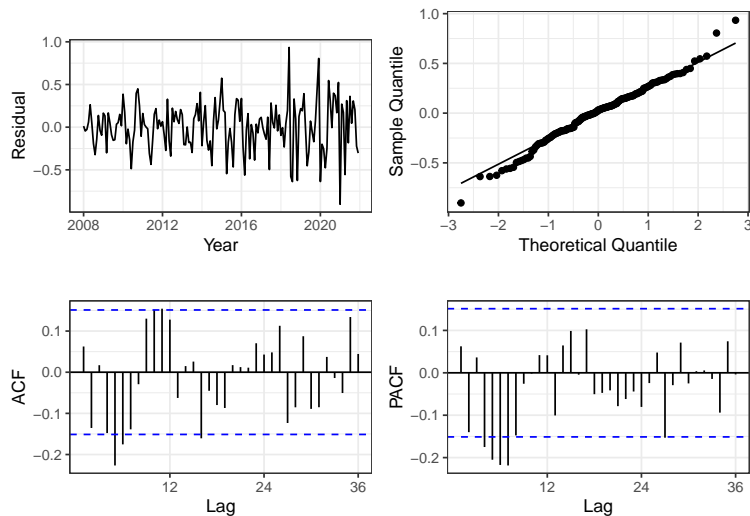 1.0
0.5
0.0
−0.5
2008 2012 2016 2020
Residual
Year
1.0
0.5
0.0
−0.5
−3 −2 −1 0 1 2 3
Sample Quantile
Theoretical Quantile
0.1
0.0
−0.1
−0.2
12 24 36
ACF
Lag
0.1
0.0
−0.1
−0.2
12 24 36
PACF
Lag